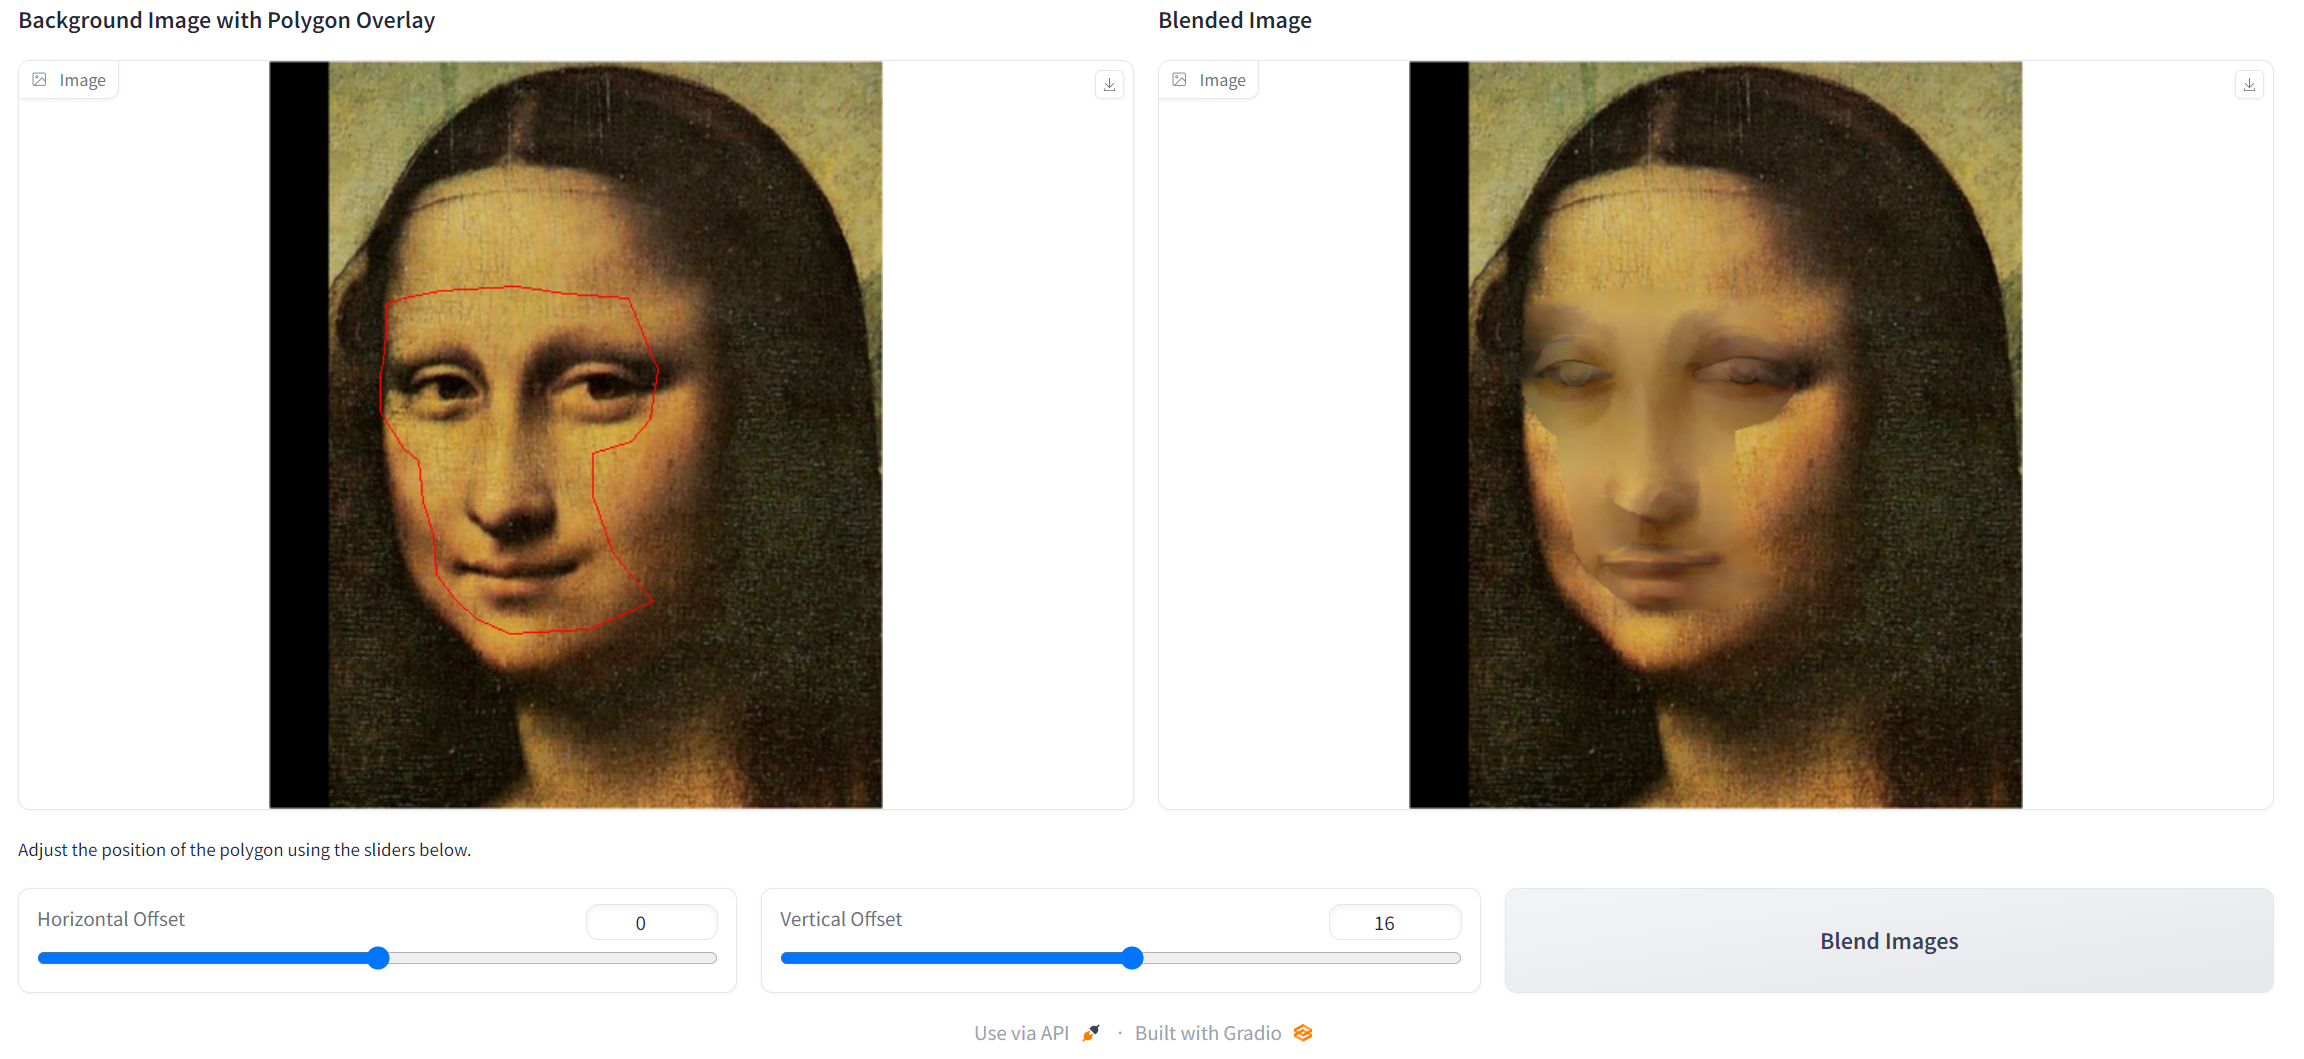 Background Image with Polygon Overlay
Blended Image
Image
Image
Adjust the position of the polygon using the sliders below.
Horizontal Offset
0
Vertical Offset
16
Blend Images
Use via API · Built with Gradio